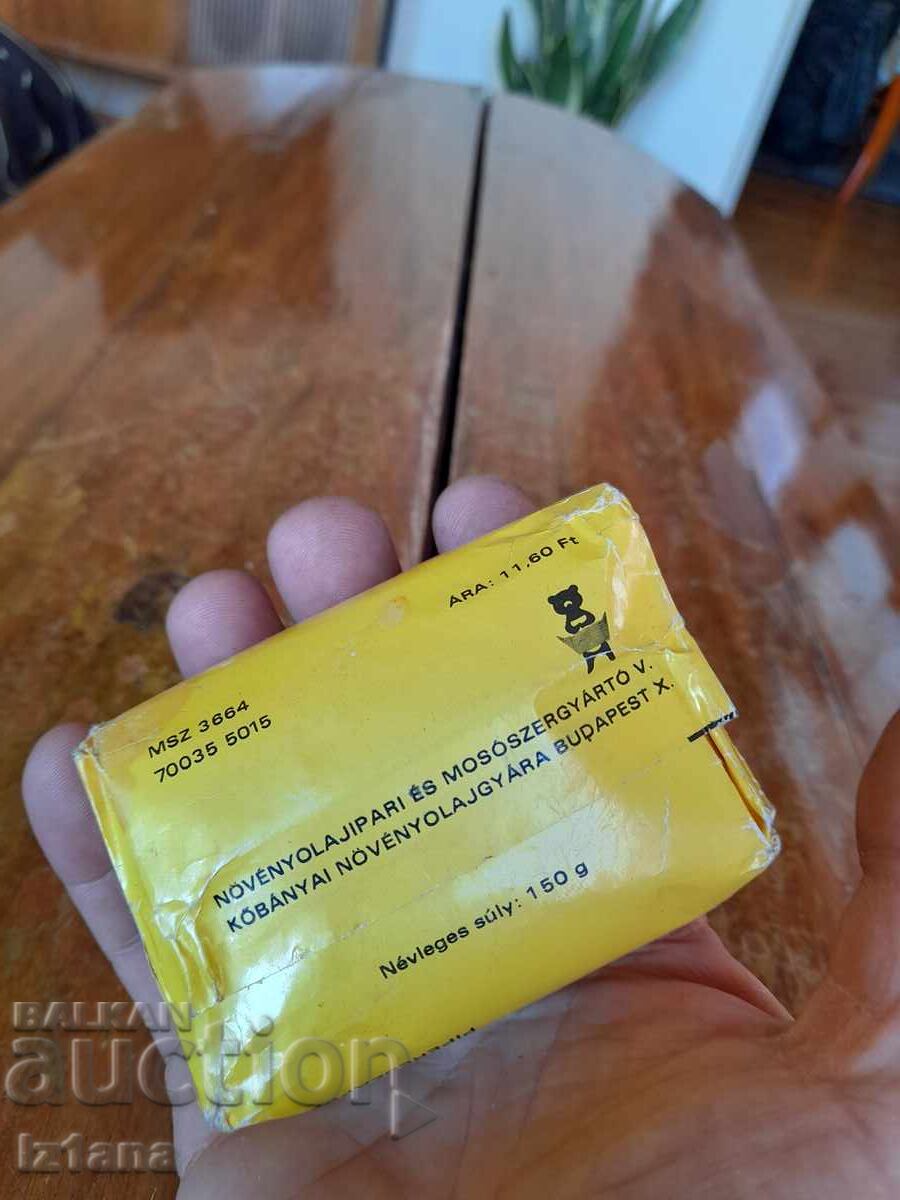 ÁRA: 11,60 Ft
MSZ 3664
70035 5015
NÖVÉNYOLAJIPARI ÉS MOSÓSZERGYÁRTÓ V.
KŐBÁNYAI NÖVÉNYOLAJGYÁRA BUDAPEST X.
Névleges súly: 150 g
BALKAN
auction
Iz1ana